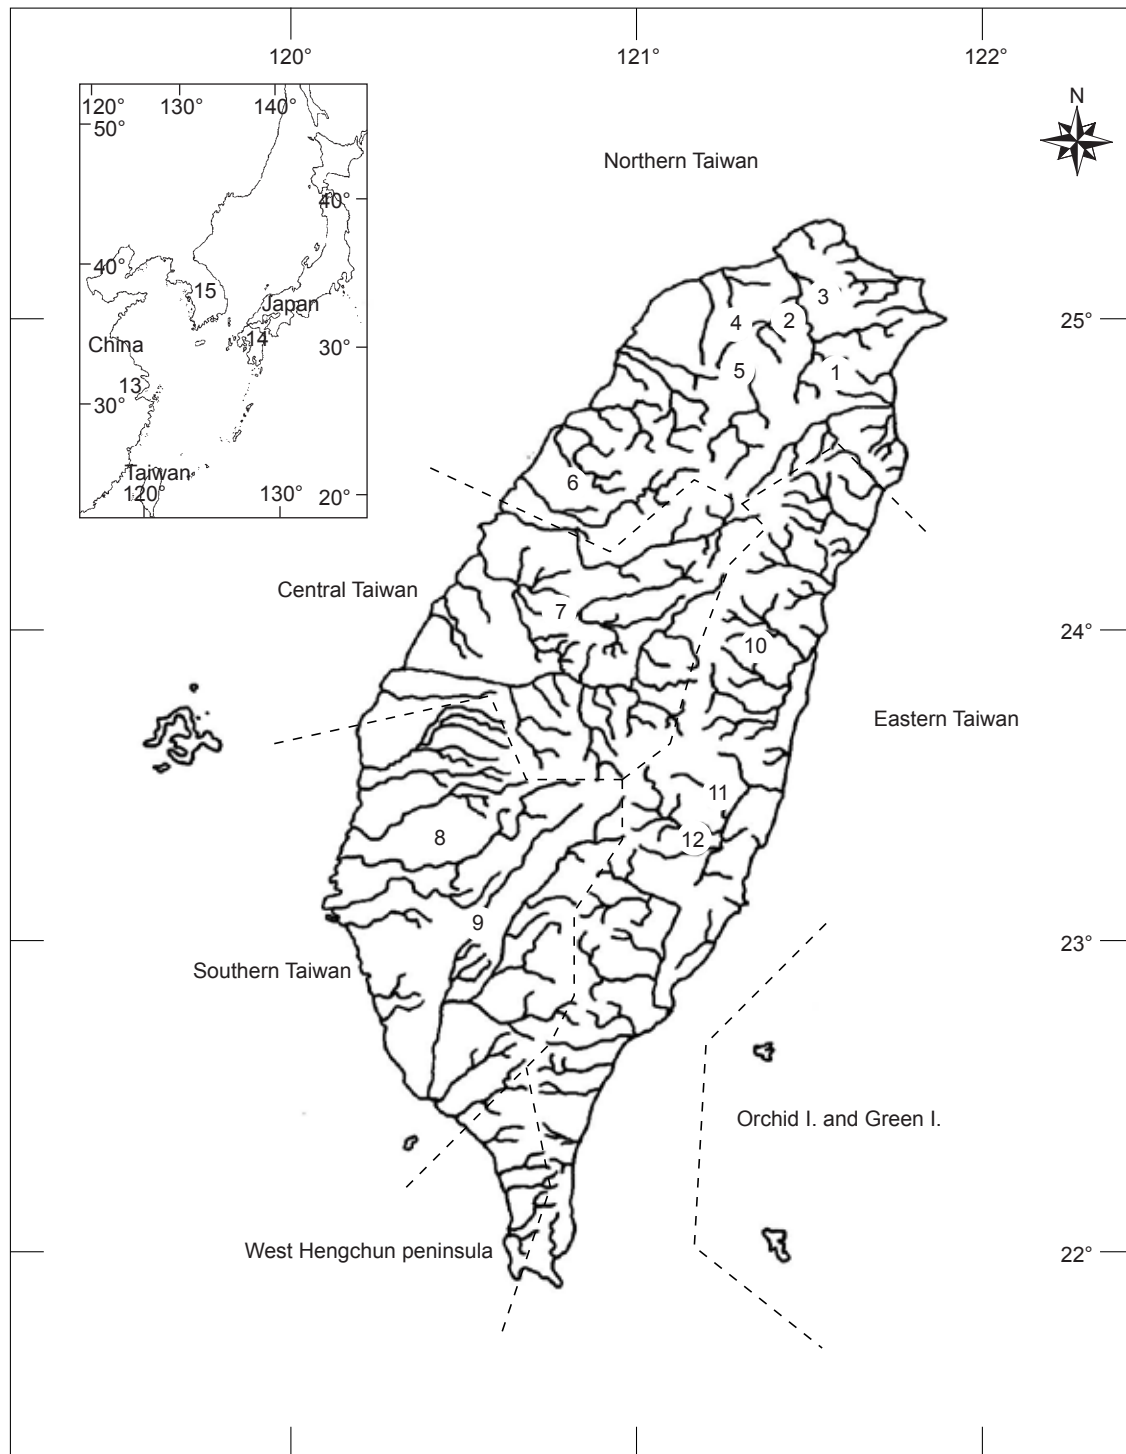 120° 121° 122°
N
120° 130° 140°
50°
40°
40°
15
Japan
14
China
30°
13
30°
Taiwan
120° 130° 20°
Northern Taiwan
3
4 2
25°
5 1
6
Central Taiwan
7
24°
10
Eastern Taiwan
11
8 12
9
23°
Southern Taiwan
Orchid I. and Green I.
West Hengchun peninsula
22°